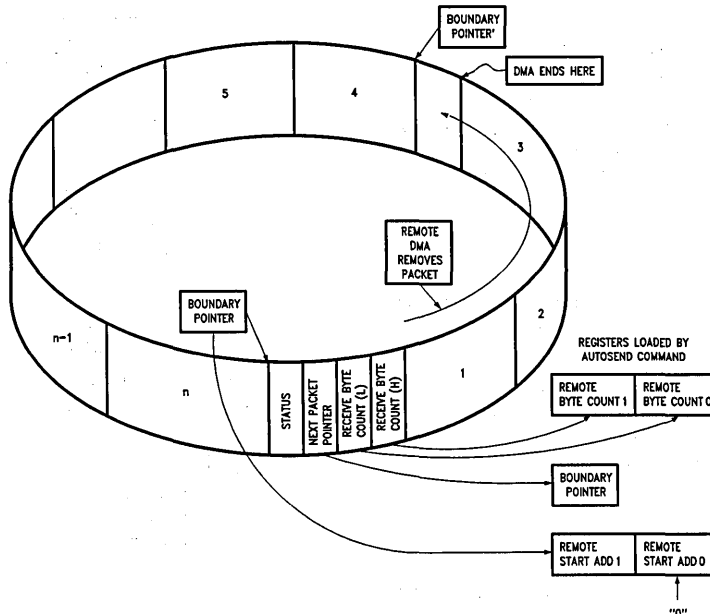 BOUNDARY
POINTER'
DMA ENDS HERE
5
4
3
REMOTE
DMA
REMOVES
PACKET
BOUNDARY
POINTER
2
n-1
n
STATUS
NEXT PACKET
POINTER
RECEIVE BYTE
COUNT (L)
RECEIVE BYTE
COUNT (H)
1
REGISTERS LOADED BY
AUTOSEND COMMAND
REMOTE
BYTE COUNT 1
REMOTE
BYTE COUNT 0
BOUNDARY
POINTER
REMOTE
START ADD 1
REMOTE
START ADD 0
"0"